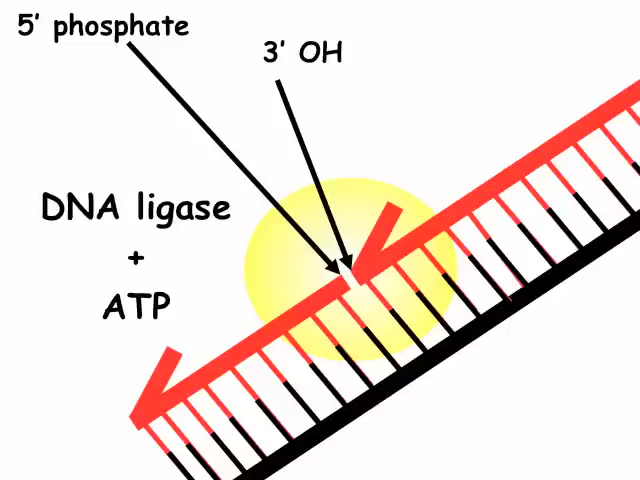 5’ phosphate
3’ OH
DNA ligase
+
ATP